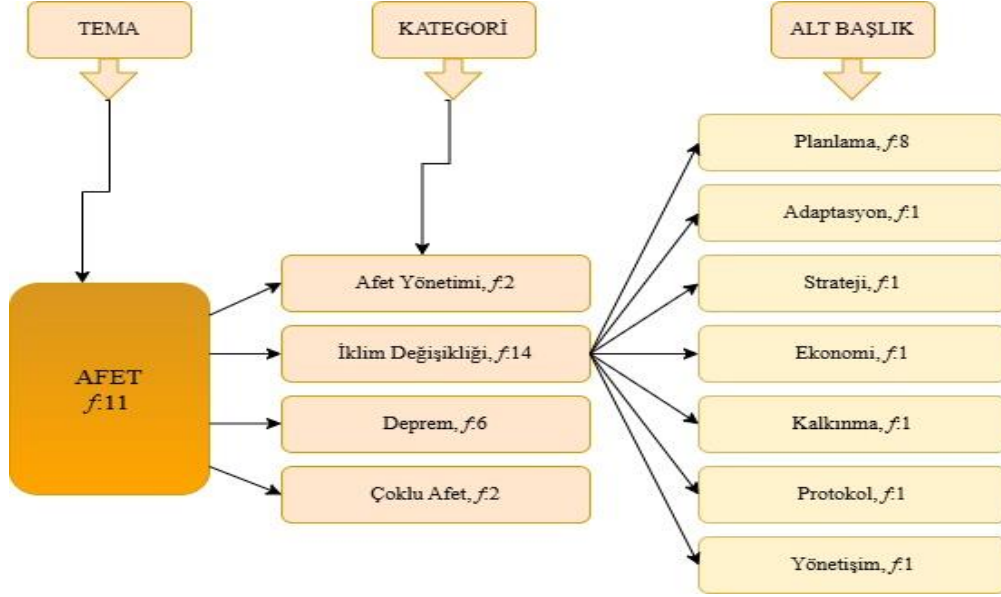 TEMA
KATEGORİ
ALT BAŞLIK
AFET
f:11
Afet Yönetimi, f:2
İklim Değişikliği, f:14
Deprem, f:6
Çoklu Afet, f:2
Planlama, f:8
Adaptasyon, f:1
Strateji, f:1
Ekonomi, f:1
Kalkınma, f:1
Protokol, f:1
Yönetişim, f:1